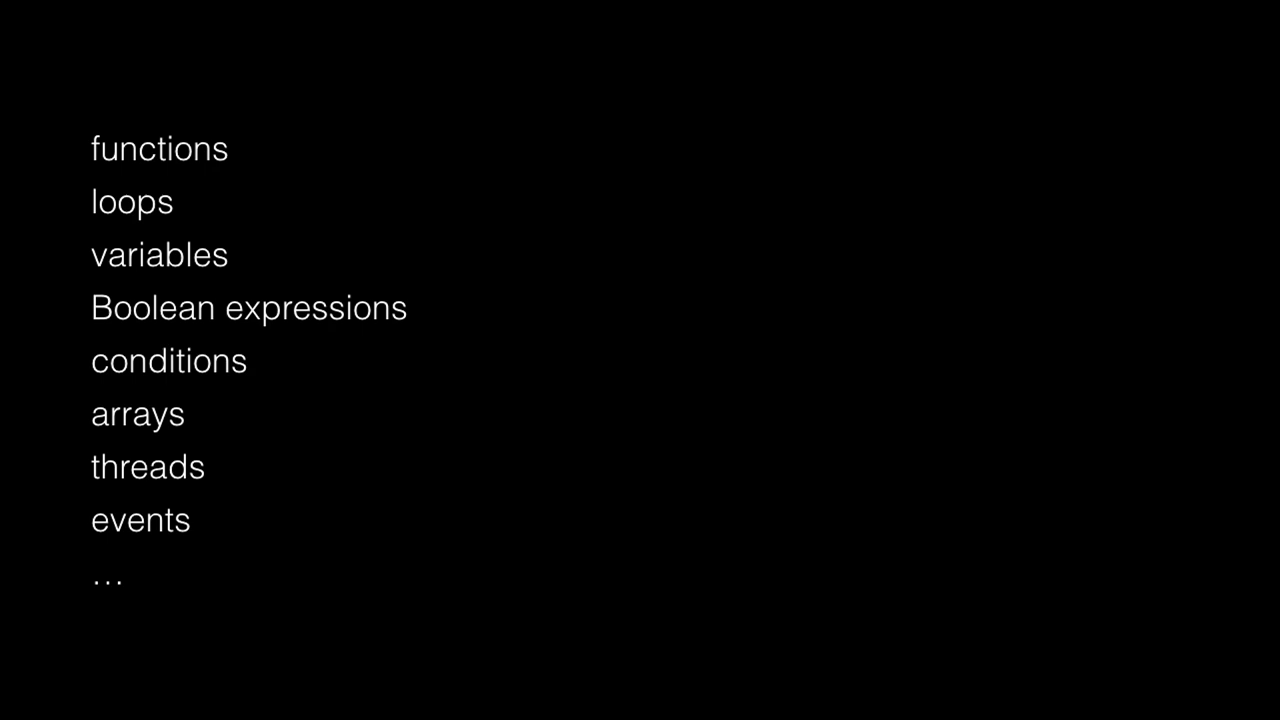 functions
loops
variables
Boolean expressions
conditions
arrays
threads
events
…